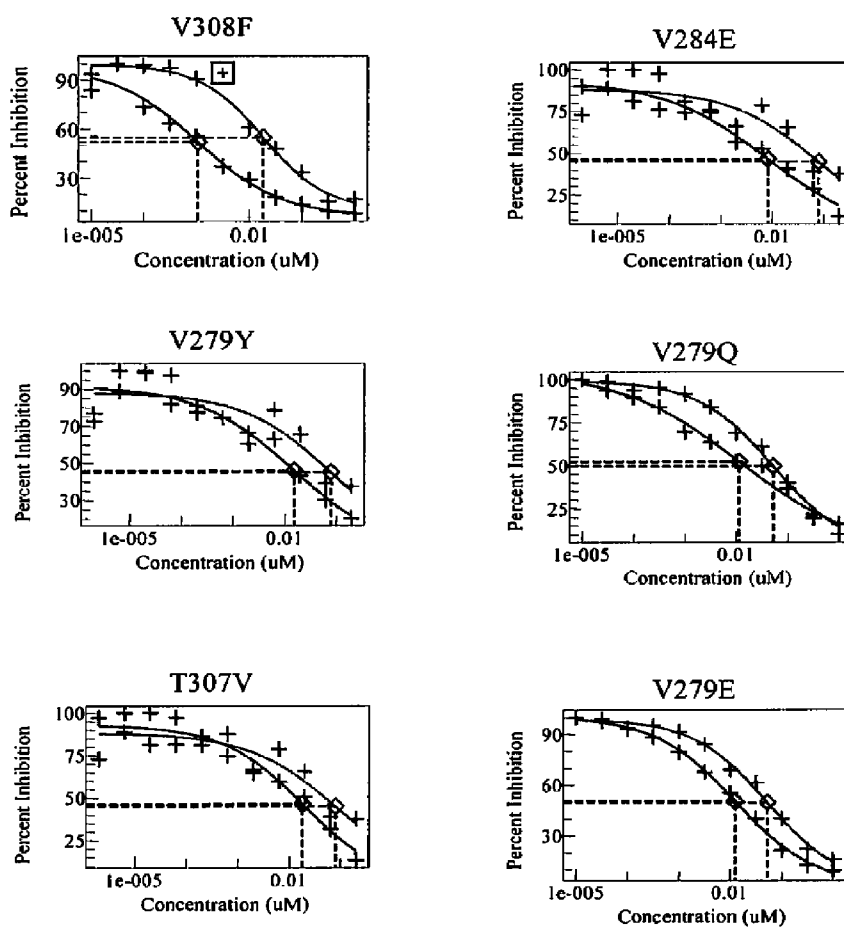 V308F
90
60
30
Percent Inhibition
1e-005
0.01
Concentration (uM)
V284E
100
75
50
25
Percent Inhibition
1e-005
0.01
Concentration (uM)
V279Y
90
70
50
30
Percent Inhibition
1e-005
0.01
Concentration (uM)
V279Q
100
75
50
25
Percent Inhibition
1e-005
0.01
Concentration (uM)
T307V
100
75
50
25
Percent Inhibition
1e-005
0.01
Concentration (uM)
V279E
90
60
30
Percent Inhibition
1e-005
0.01
Concentration (uM)